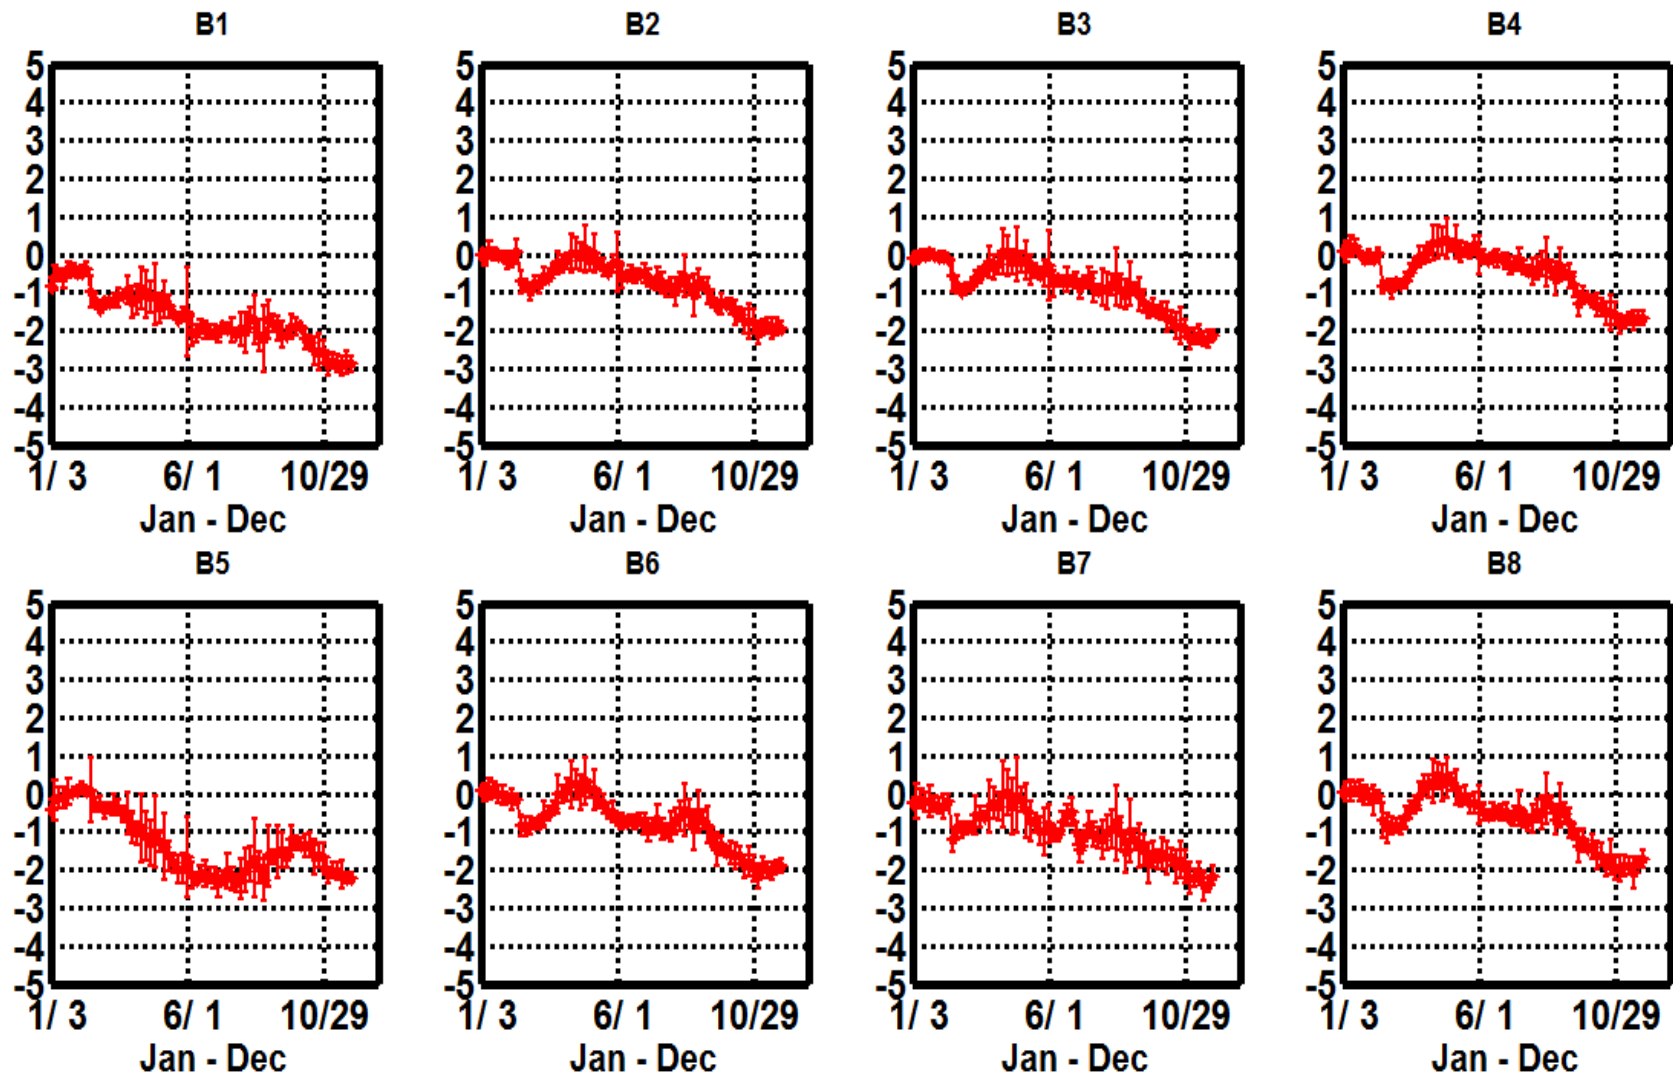 B1 B2 B3 B4
5 5 5 5
4 4 4 4
3 3 3 3
2 2 2 2
1 1 1 1
0 0 0 0
-1 -1 -1 -1
-2 -2 -2 -2
-3 -3 -3 -3
-4 -4 -4 -4
-5 -5 -5 -5
1/ 3 6/ 1 10/29 1/ 3 6/ 1 10/29 1/ 3 6/ 1 10/29 1/ 3 6/ 1 10/29
Jan - Dec Jan - Dec Jan - Dec Jan - Dec
B5 B6 B7 B8
5 5 5 5
4 4 4 4
3 3 3 3
2 2 2 2
1 1 1 1
0 0 0 0
-1 -1 -1 -1
-2 -2 -2 -2
-3 -3 -3 -3
-4 -4 -4 -4
-5 -5 -5 -5
1/ 3 6/ 1 10/29 1/ 3 6/ 1 10/29 1/ 3 6/ 1 10/29 1/ 3 6/ 1 10/29
Jan - Dec Jan - Dec Jan - Dec Jan - Dec